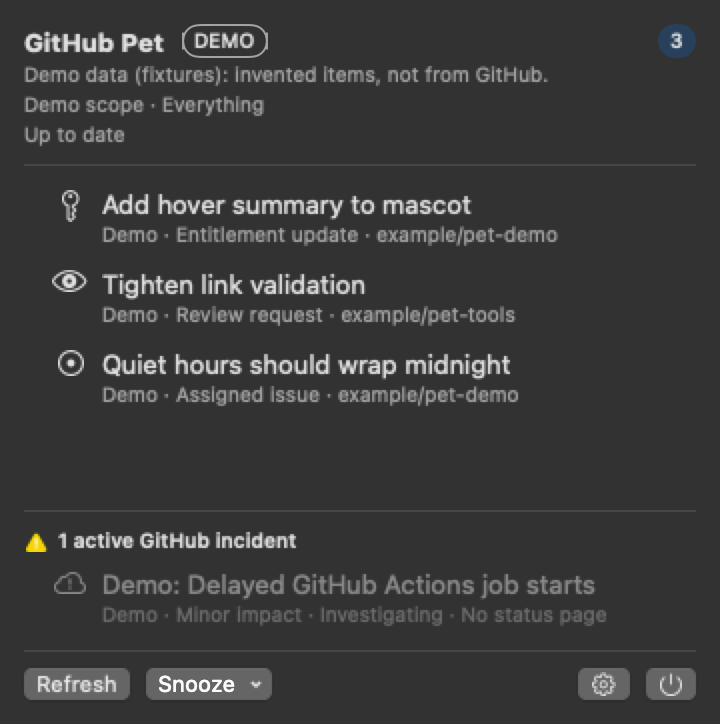 GitHub Pet DEMO 3
Demo data (fixtures): invented items, not from GitHub.
Demo scope · Everything
Up to date
Add hover summary to mascot
Demo · Entitlement update · example/pet-demo
Tighten link validation
Demo · Review request · example/pet-tools
Quiet hours should wrap midnight
Demo · Assigned issue · example/pet-demo
1 active GitHub incident
Demo: Delayed GitHub Actions job starts
Demo · Minor impact · Investigating · No status page
Refresh Snooze